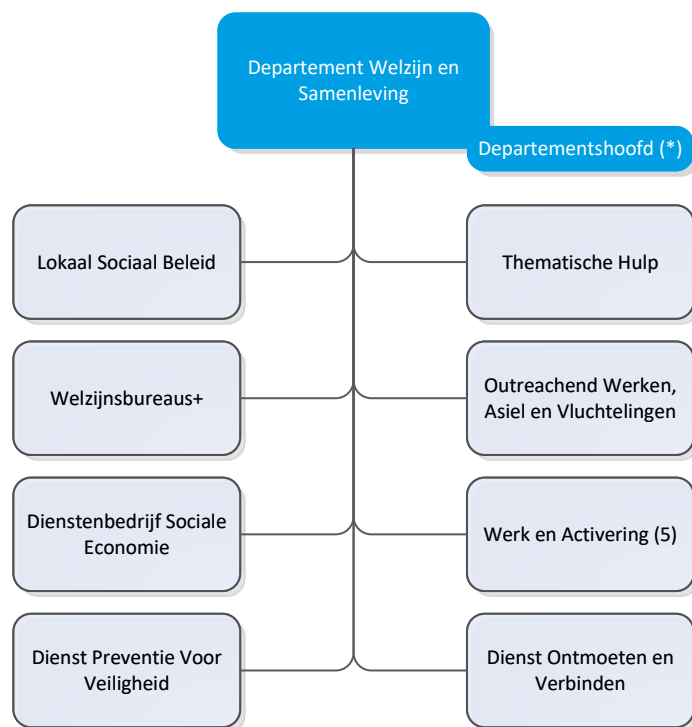 Departement Welzijn en
Samenleving
Departementshoofd (*)
Lokaal Sociaal Beleid
Thematische Hulp
Welzijnsbureaus+
Outreachend Werken,
Asiel en Vluchtelingen
Dienstenbedrijf Sociale
Economie
Werk en Activering (5)
Dienst Preventie Voor
Veiligheid
Dienst Ontmoeten en
Verbinden